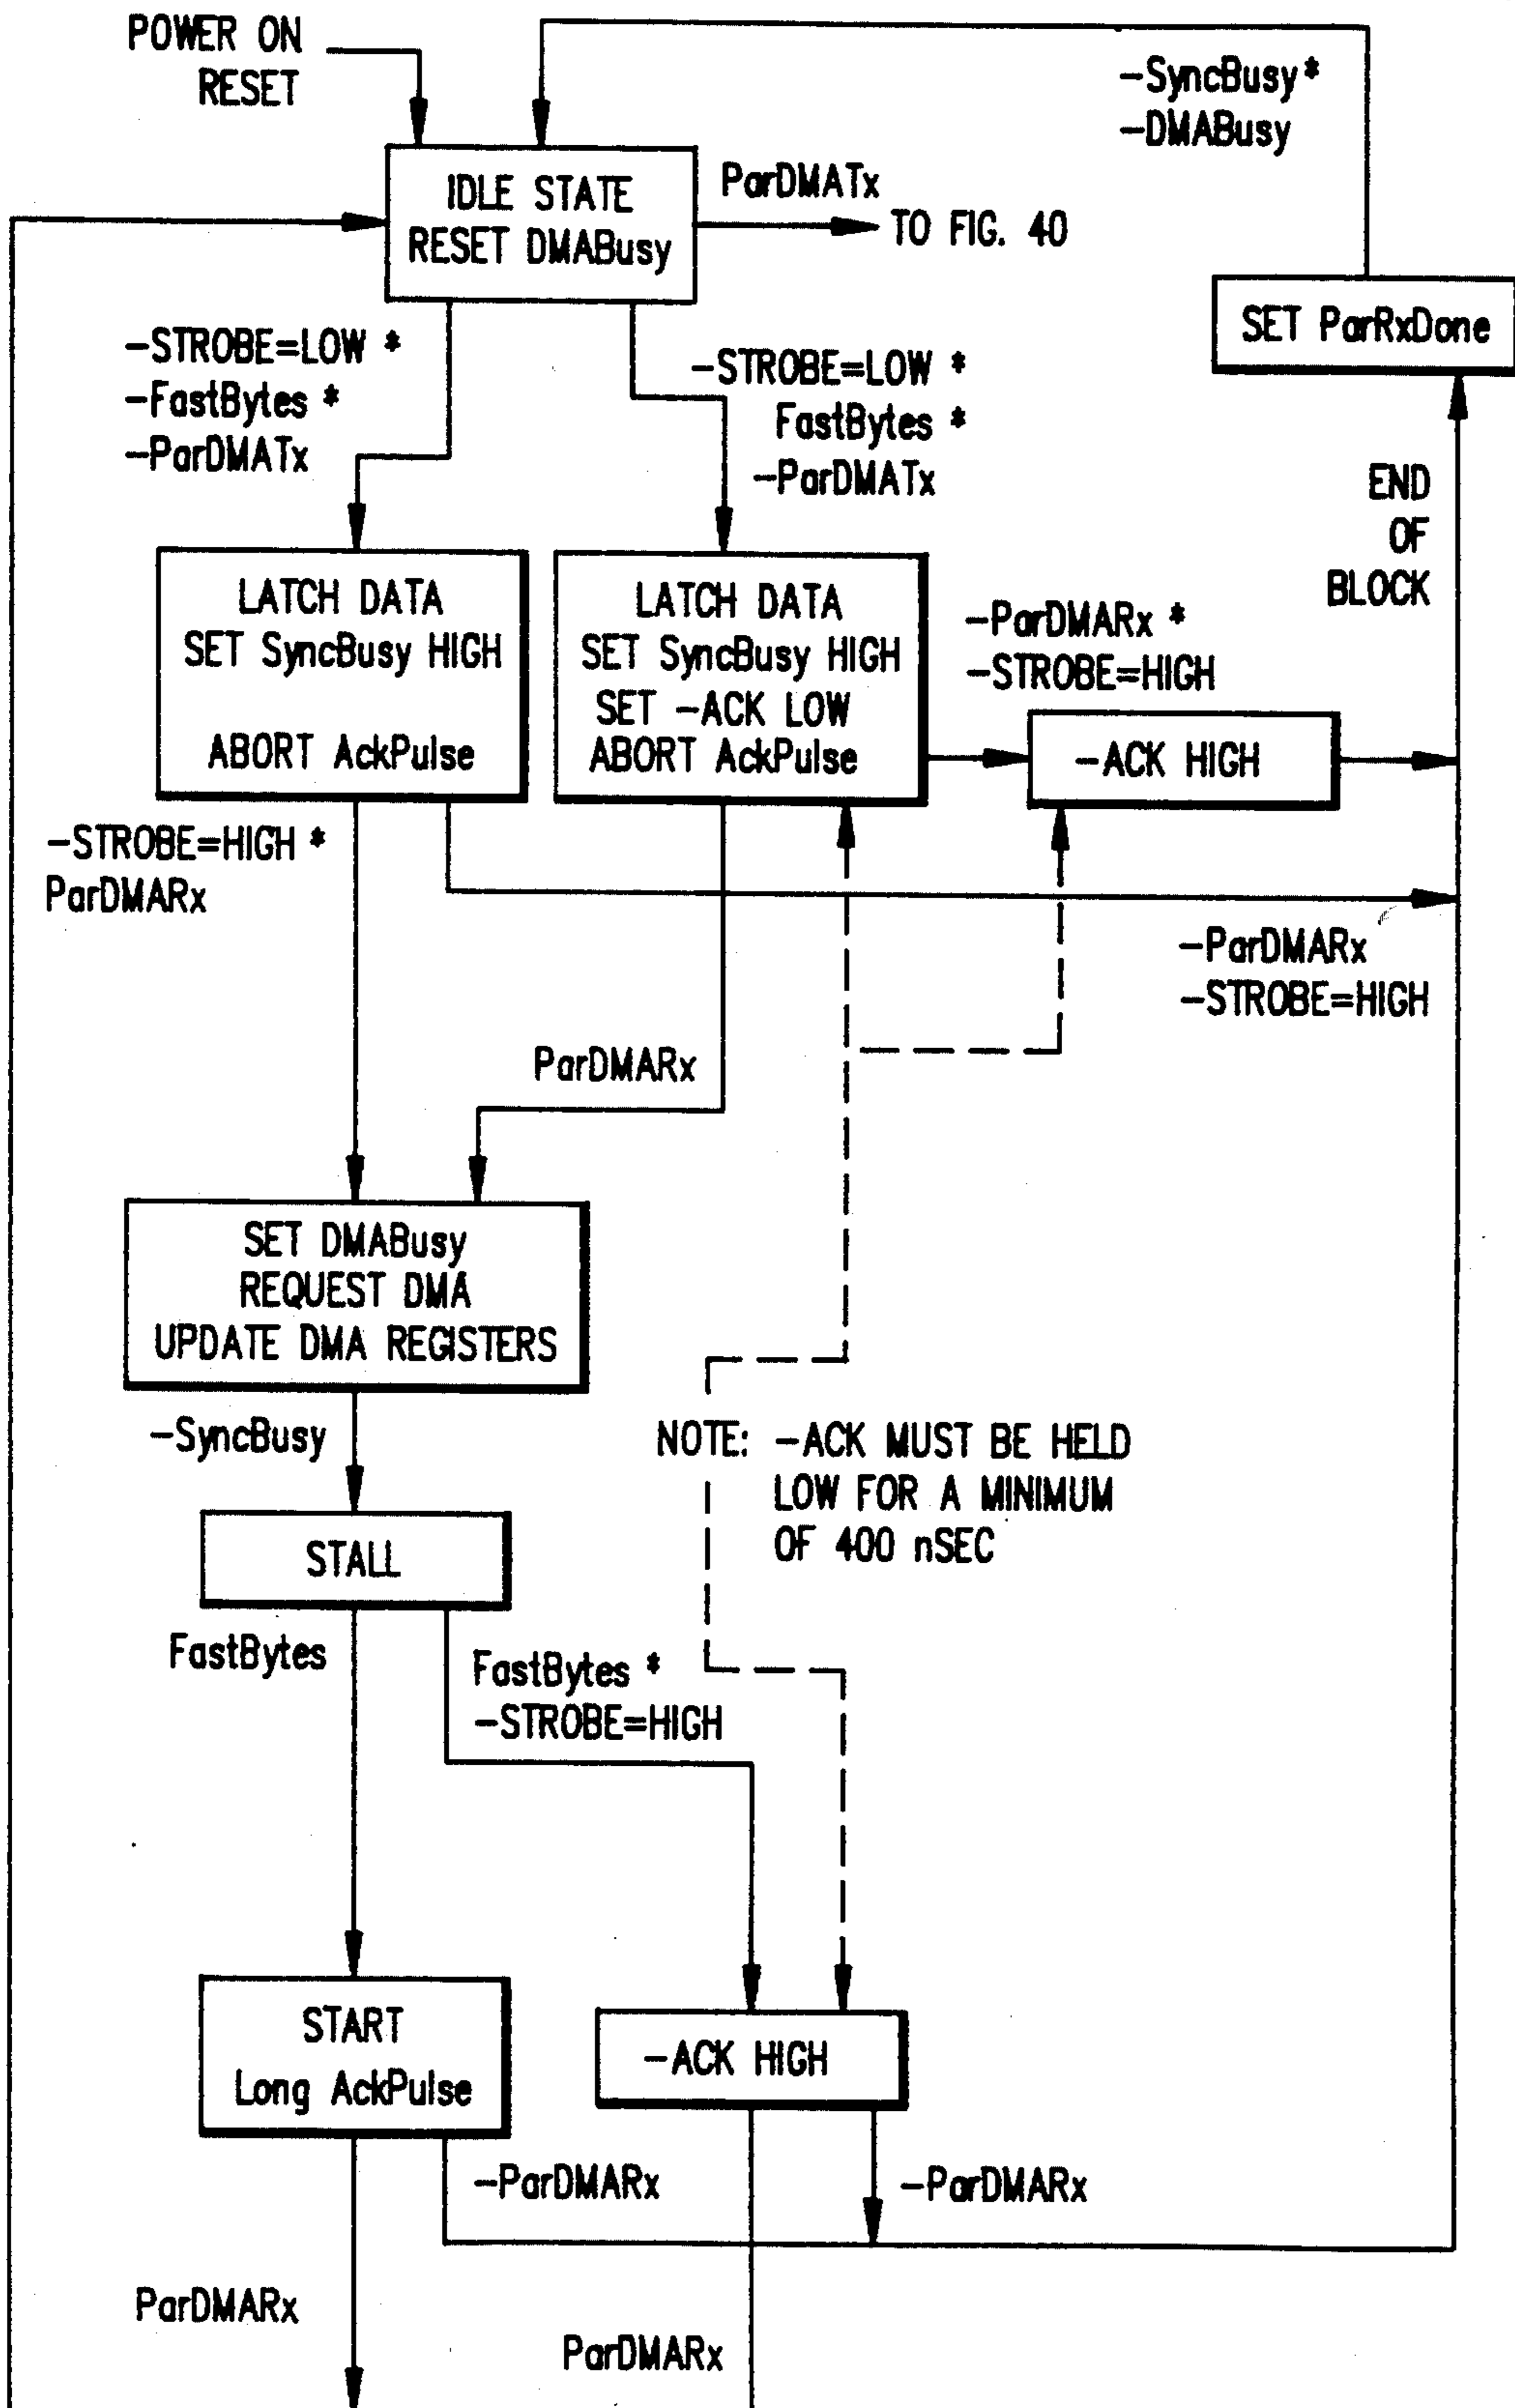 POWER ON
RESET
-SyncBusy *
-DMABusy
IDLE STATE
RESET DMABusy
ParDMATx
TO FIG. 40
SET ParRxDone
-STROBE=LOW *
-FastBytes *
-ParDMATx
-STROBE=LOW *
FastBytes *
-ParDMATx
END
OF
BLOCK
LATCH DATA
SET SyncBusy HIGH
ABORT AckPulse
LATCH DATA
SET SyncBusy HIGH
SET -ACK LOW
ABORT AckPulse
-ParDMARx *
-STROBE=HIGH
-ACK HIGH
-STROBE=HIGH *
ParDMARx
-ParDMARx
-STROBE=HIGH
ParDMARx
SET DMABusy
REQUEST DMA
UPDATE DMA REGISTERS
-SyncBusy
NOTE: -ACK MUST BE HELD
LOW FOR A MINIMUM
OF 400 nSEC
STALL
FastBytes
FastBytes *
-STROBE=HIGH
START
Long AckPulse
-ACK HIGH
-ParDMARx
-ParDMARx
ParDMARx
ParDMARx